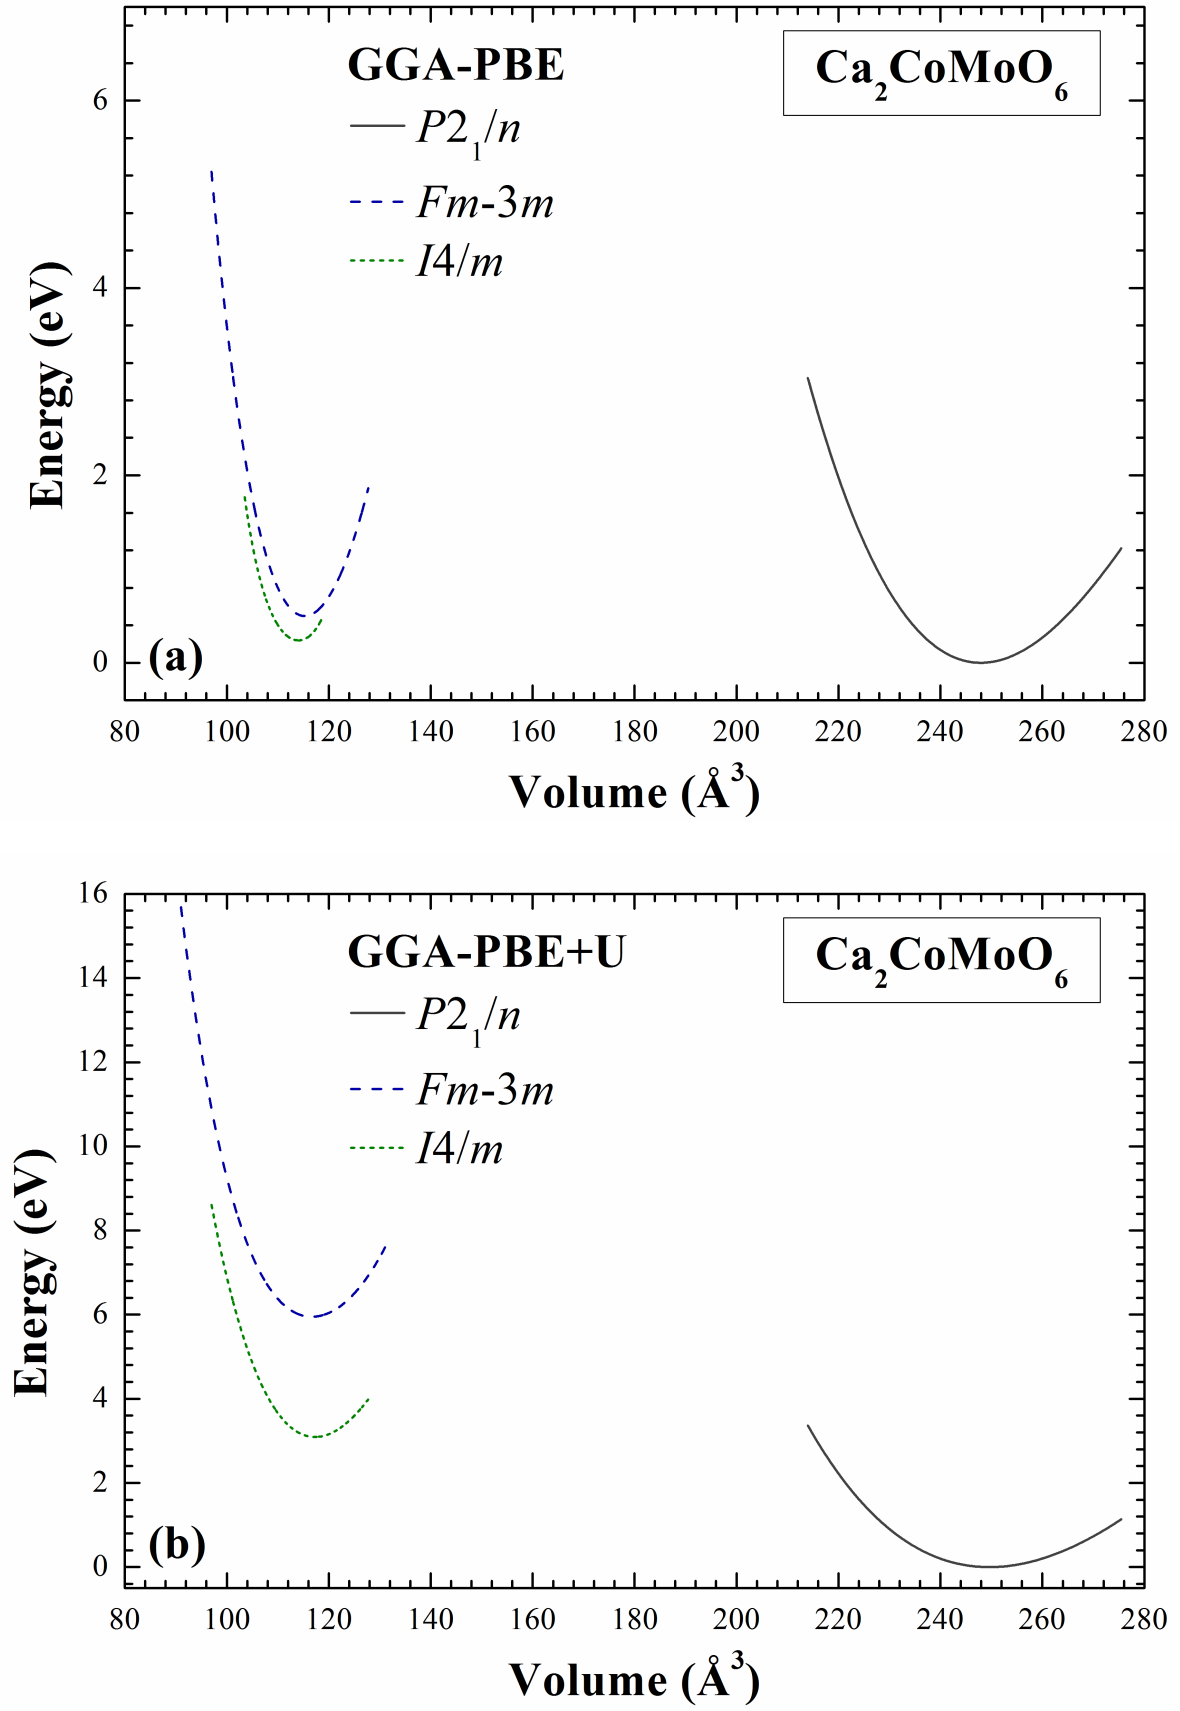 GGA-PBE
Ca₂CoMoO₆
P2₁/n
Fm-3m
I4/m
6
4
2
0
Energy (eV)
(a)
80 100 120 140 160 180 200 220 240 260 280
Volume (Å³)
GGA-PBE+U
Ca₂CoMoO₆
P2₁/n
Fm-3m
I4/m
16
14
12
10
8
6
4
2
0
Energy (eV)
(b)
80 100 120 140 160 180 200 220 240 260 280
Volume (Å³)